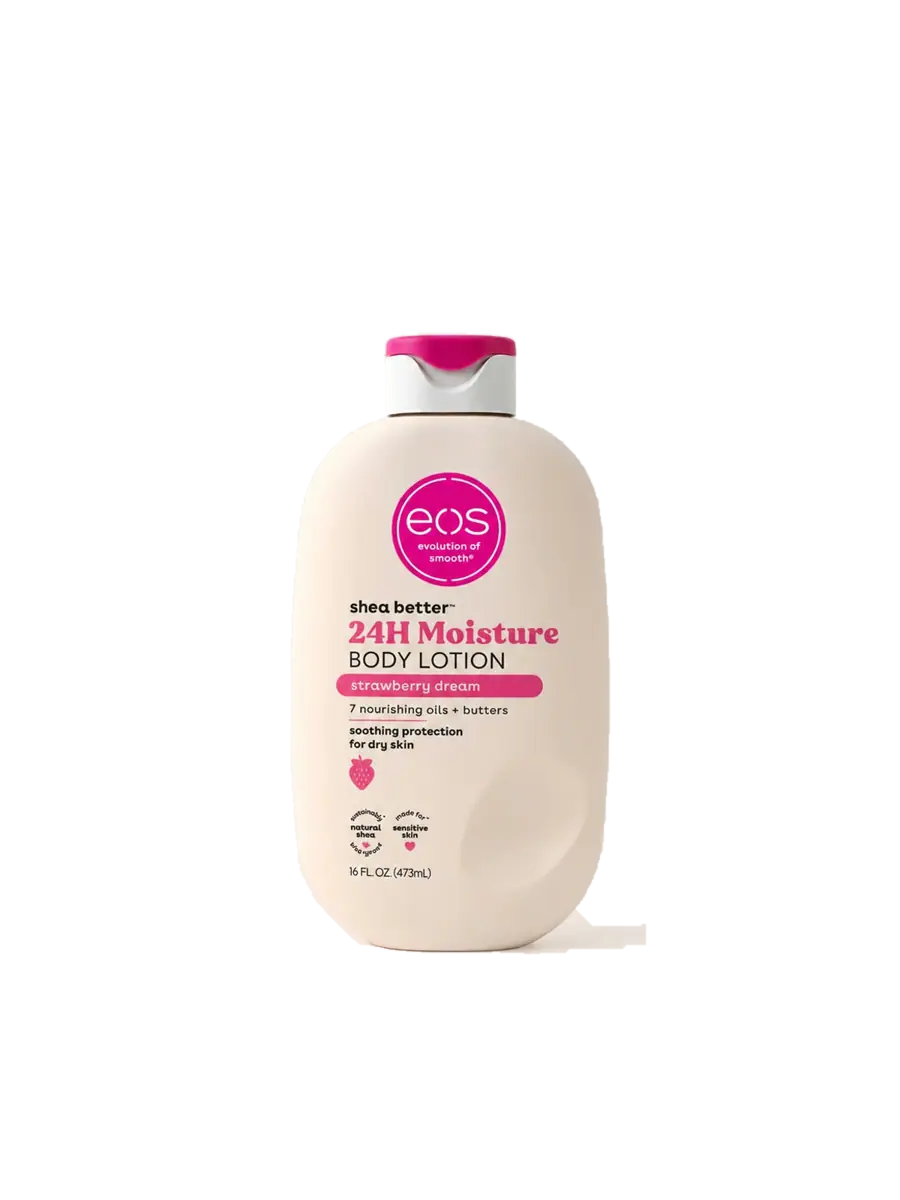 eos
evolution of
smooth®
shea better™
24H Moisture
BODY LOTION
strawberry dream
7 nourishing oils + butters
soothing protection
for dry skin
sustainably
natural
shea
made for
sensitive
skin
16 FL. OZ. (473mL)